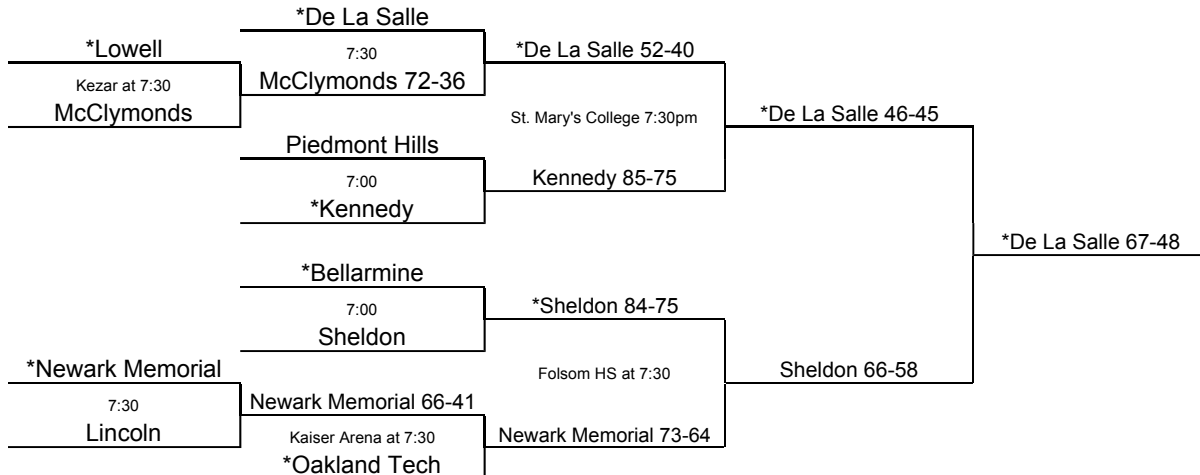 *De La Salle
*Lowell
7:30
*De La Salle 52-40
Kezar at 7:30
McClymonds 72-36
McClymonds
St. Mary's College 7:30pm
*De La Salle 46-45
Piedmont Hills
7:00
Kennedy 85-75
*Kennedy
*De La Salle 67-48
*Bellarmine
7:00
*Sheldon 84-75
Sheldon
*Newark Memorial
Folsom HS at 7:30
Sheldon 66-58
7:30
Newark Memorial 66-41
Lincoln
Kaiser Arena at 7:30
Newark Memorial 73-64
*Oakland Tech